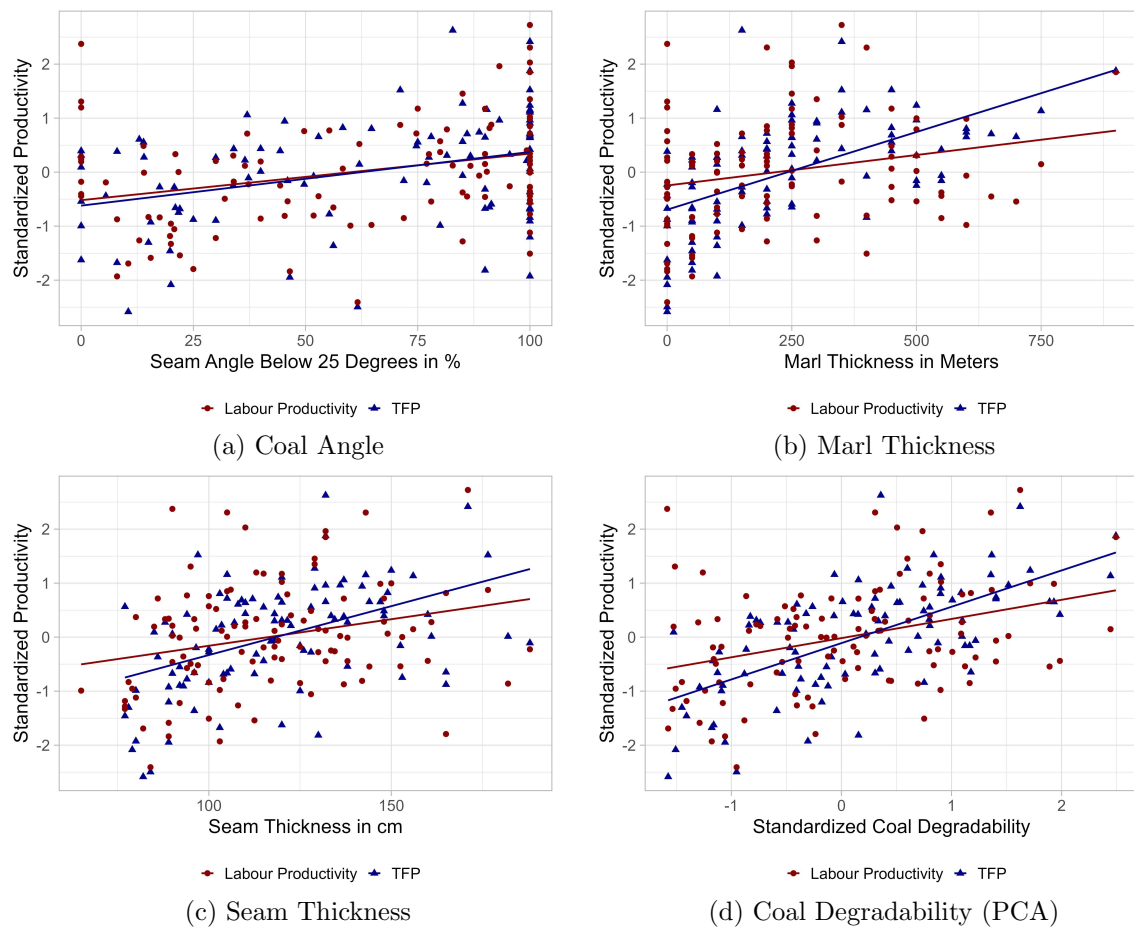 Standardized Productivity
2
1
0
-1
-2
0 25 50 75 100
Seam Angle Below 25 Degrees in %
Labour Productivity TFP
(a) Coal Angle
Standardized Productivity
2
1
0
-1
-2
0 250 500 750
Marl Thickness in Meters
Labour Productivity TFP
(b) Marl Thickness
Standardized Productivity
2
1
0
-1
-2
100 150
Seam Thickness in cm
Labour Productivity TFP
(c) Seam Thickness
Standardized Productivity
2
1
0
-1
-2
-1 0 1 2
Standardized Coal Degradability
Labour Productivity TFP
(d) Coal Degradability (PCA)